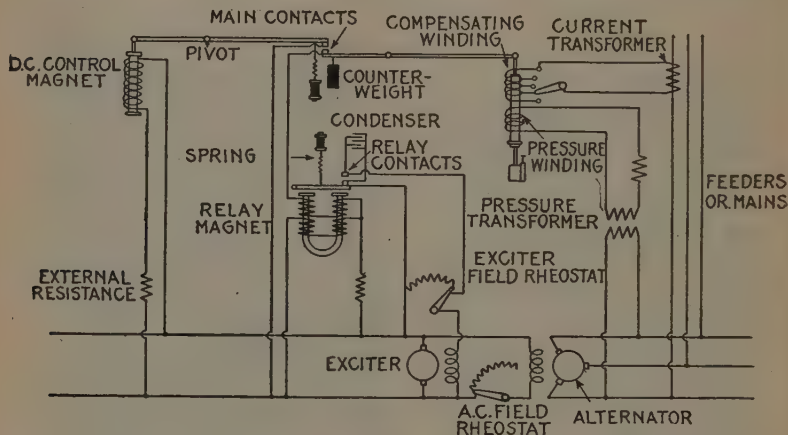 MAIN CONTACTS
COMPENSATING
WINDING
CURRENT
TRANSFORMER
D.C. CONTROL
MAGNET
PIVOT
COUNTER-
WEIGHT
CONDENSER
SPRING
RELAY
CONTACTS
PRESSURE
WINDING
RELAY
MAGNET
PRESSURE
TRANSFORMER
FEEDERS
OR MAINS
EXTERNAL
RESISTANCE
EXCITER
FIELD RHEOSTAT
EXCITER
A.C. FIELD
RHEOSTAT
ALTERNATOR